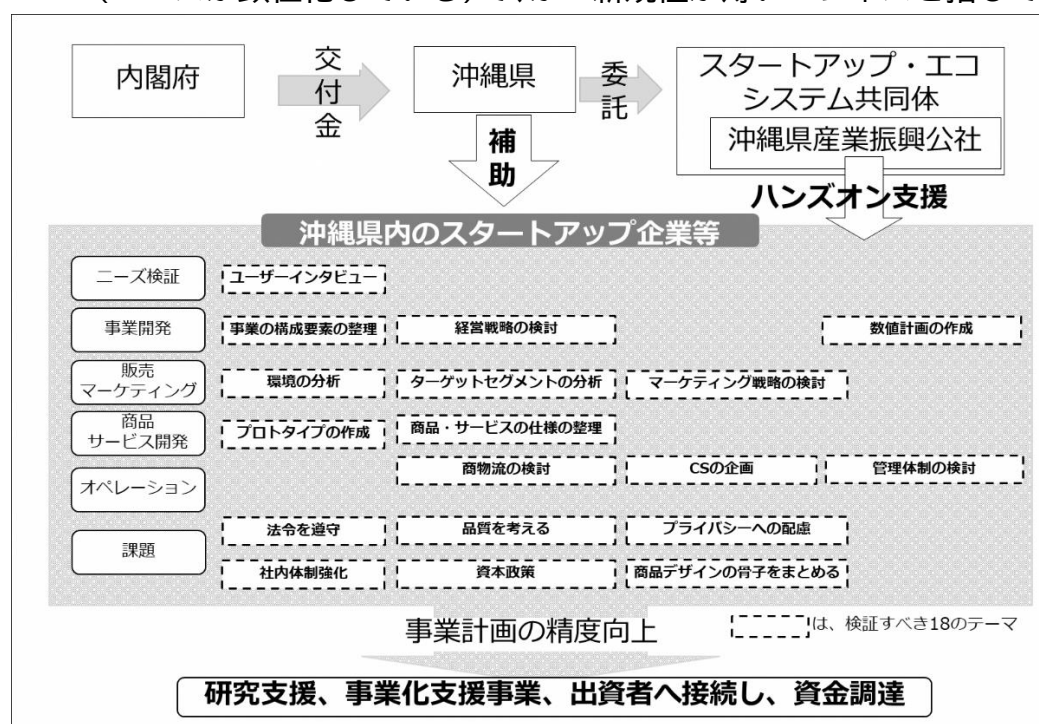 内閣府
交付金
沖縄県
委託
スタートアップ・エコ
システム共同体
沖縄県産業振興公社
補助
ハンズオン支援
沖縄県内のスタートアップ企業等
ニーズ検証
ユーザーインタビュー
事業開発
事業の構成要素の整理
経営戦略の検討
数値計画の作成
販売
マーケティング
環境の分析
ターゲットセグメントの分析
マーケティング戦略の検討
商品
サービス開発
プロトタイプの作成
商品・サービスの仕様の整理
オペレーション
商物流の検討
CSの企画
管理体制の検討
課題
法令を遵守
品質を考える
プライバシーへの配慮
社内体制強化
資本政策
商品デザインの骨子をまとめる
事業計画の精度向上
は、検証すべき18のテーマ
研究支援、事業化支援事業、出資者へ接続し、資金調達